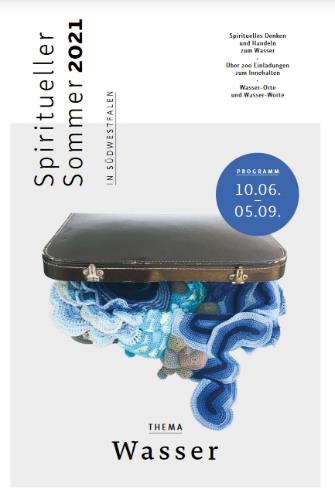 Spiritueller
Sommer 2021
IN SÜDWESTFALEN
Spirituelles Denken
und Handeln
zum Wasser
Über 200 Einladungen
zum Innehalten
Wasser-Orte
und Wasser-Worte
PROGRAMM
10.06.
–
05.09.
THEMA
Wasser